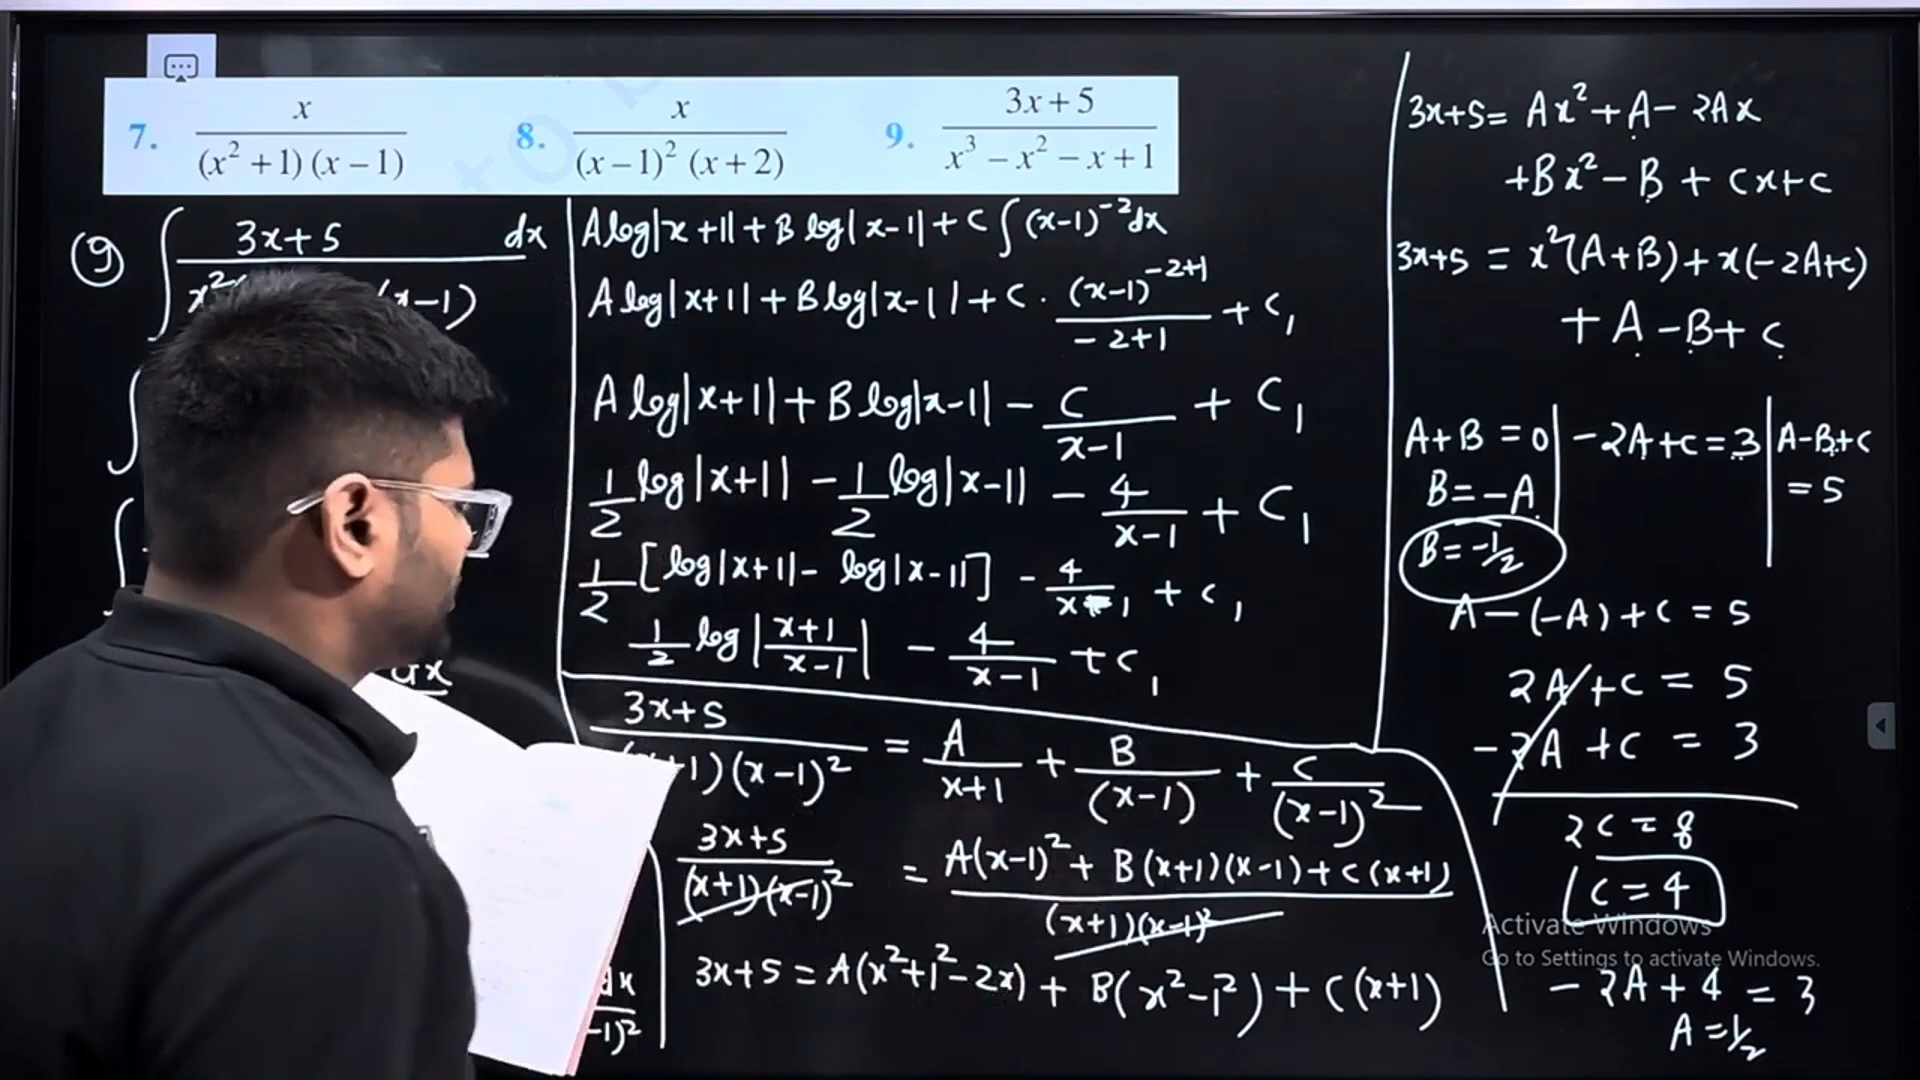 7. x / (x² + 1) (x − 1)
8. x / (x − 1)² (x + 2)
9. 3x + 5 / x³ − x² − x + 1
(9) ∫ 3x+5 / x² (x−1) dx
dx
A log|x+1| + B log|x−1| + C ∫ (x−1)⁻² dx
A log|x+1| + B log|x−1| + C · (x−1)⁻²⁺¹ / −2+1 + C₁
A log|x+1| + B log|x−1| − C / x−1 + C₁
1/2 log|x+1| − 1/2 log|x−1| − 4 / x−1 + C₁
1/2 [log|x+1| − log|x−1|] − 4 / x−1 + C₁
1/2 log|x+1 / x−1| − 4 / x−1 + C₁
3x+5 / +1)(x−1)² = A / x+1 + B / (x−1) + C / (x−1)²
3x+5 / (x+1)(x−1)² = A(x−1)² + B(x+1)(x−1) + C(x+1) / (x+1)(x−1)²
3x+5 = A(x²+1²−2x) + B(x²−1²) + C(x+1)
dx / −1)²
3x+5 = Ax² + A − 2Ax
+Bx² − B + Cx+C
3x+5 = x²(A+B) + x(−2A+C)
+ A − B + C
A+B = 0 | −2A+C = 3 | A−B+C
B = −A
= 5
B = −1/2
A − (−A) + C = 5
2A + C = 5
−2A + C = 3
2C = 8
C = 4
Activate Windows
Go to Settings to activate Windows.
−2A + 4 = 3
A = 1/2